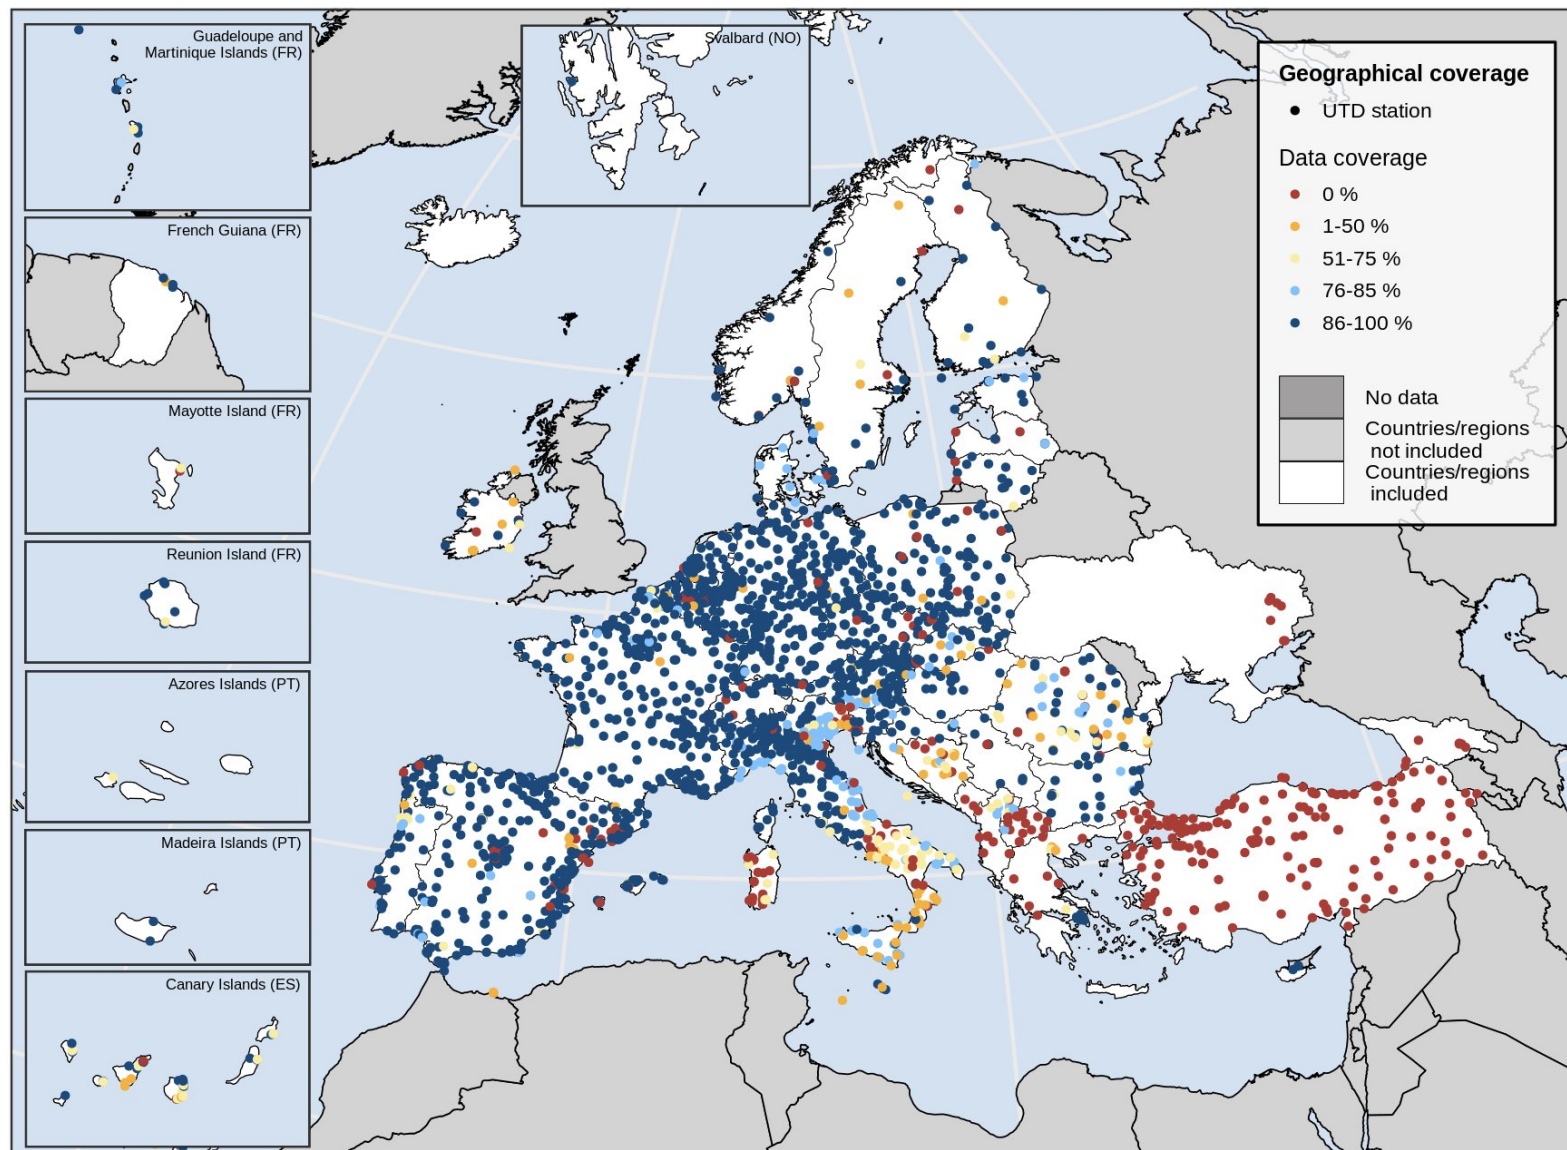 Guadeloupe and
Martinique Islands (FR)
Svalbard (NO)
French Guiana (FR)
Mayotte Island (FR)
Reunion Island (FR)
Azores Islands (PT)
Madeira Islands (PT)
Canary Islands (ES)
Geographical coverage
UTD station
Data coverage
0 %
1-50 %
51-75 %
76-85 %
86-100 %
No data
Countries/regions
not included
Countries/regions
included